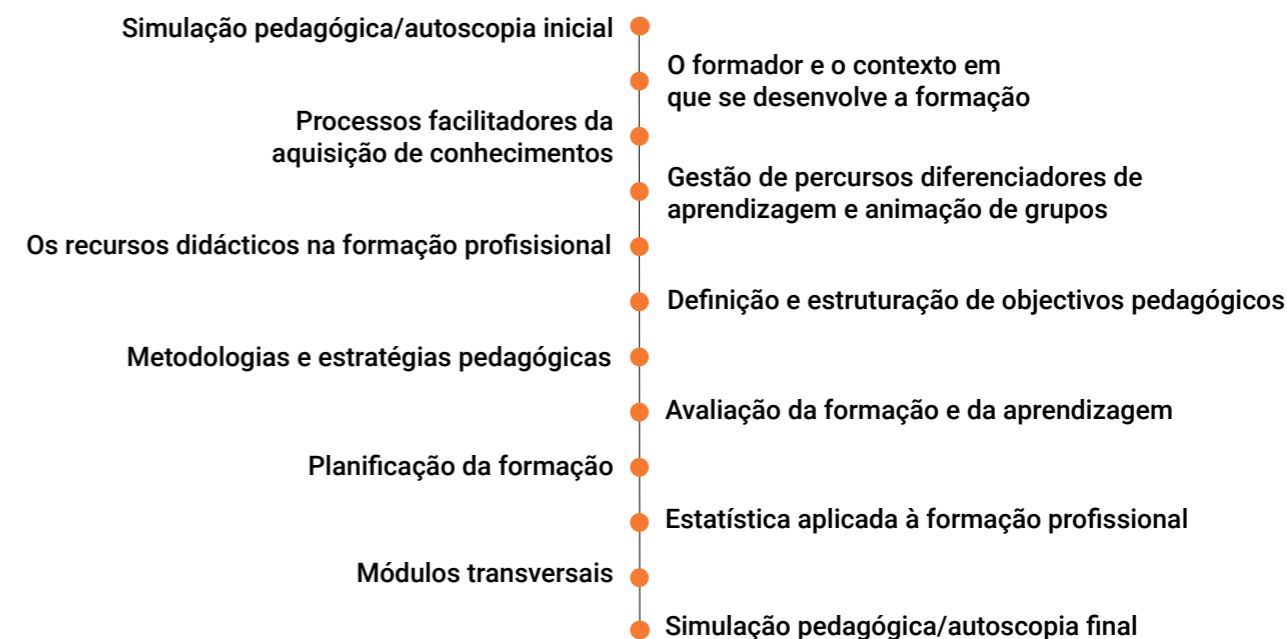 Simulação pedagógica/autoscopia inicial
O formador e o contexto em
que se desenvolve a formação
Processos facilitadores da
aquisição de conhecimentos
Gestão de percursos diferenciadores de
aprendizagem e animação de grupos
Os recursos didácticos na formação profisisional
Definição e estruturação de objectivos pedagógicos
Metodologias e estratégias pedagógicas
Avaliação da formação e da aprendizagem
Planificação da formação
Estatística aplicada à formação profissional
Módulos transversais
Simulação pedagógica/autoscopia final